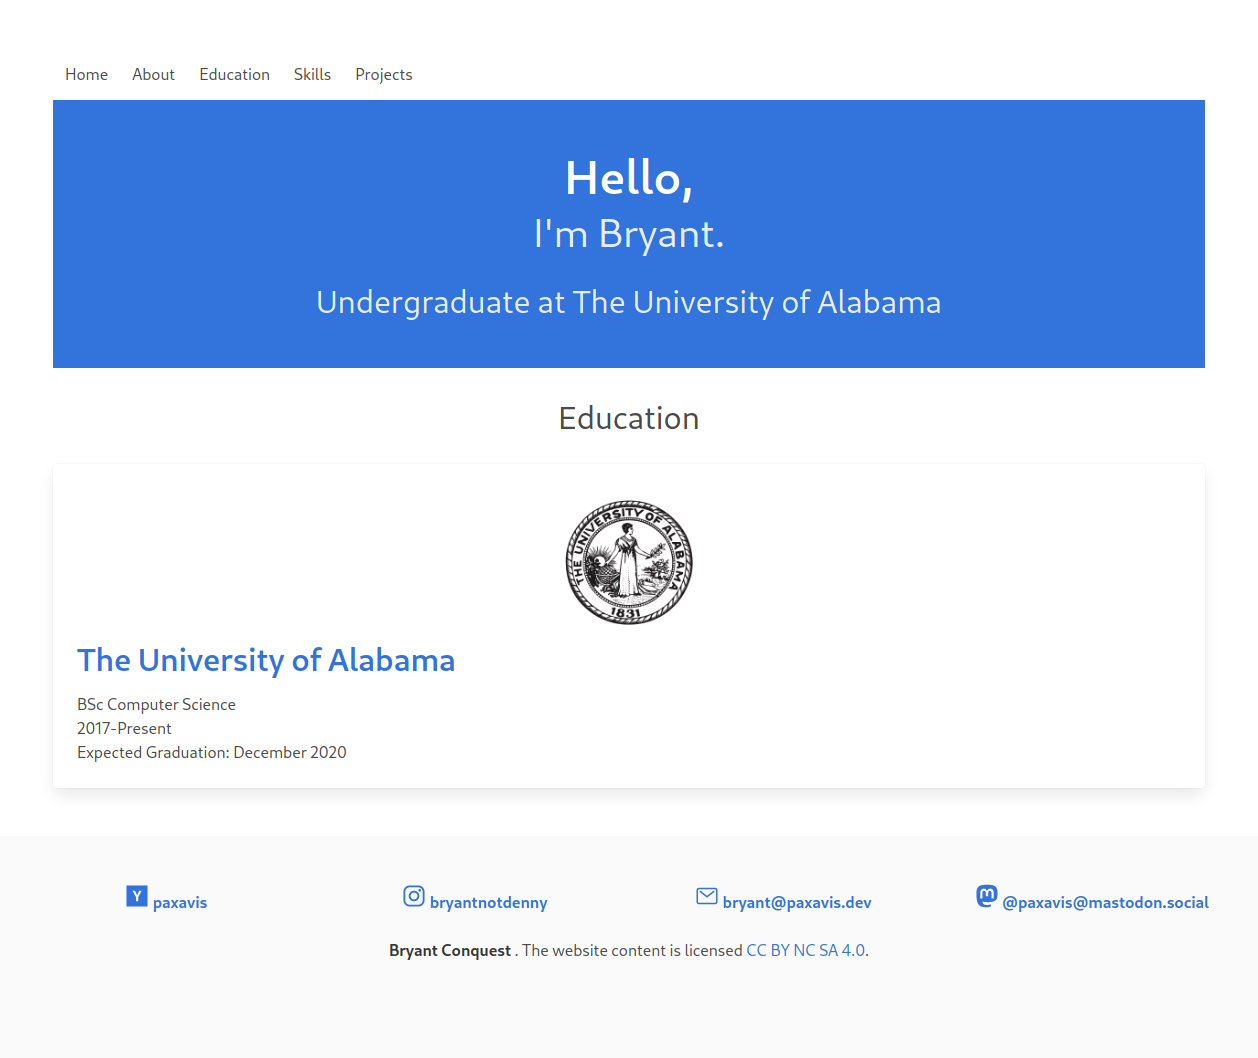 Home About Education Skills Projects
Hello,
I'm Bryant.
Undergraduate at The University of Alabama
Education
THE UNIVERSITY OF ALABAMA
1831
The University of Alabama
BSc Computer Science
2017-Present
Expected Graduation: December 2020
Y paxavis bryantnotdenny bryant@paxavis.dev @paxavis@mastodon.social
Bryant Conquest . The website content is licensed CC BY NC SA 4.0.